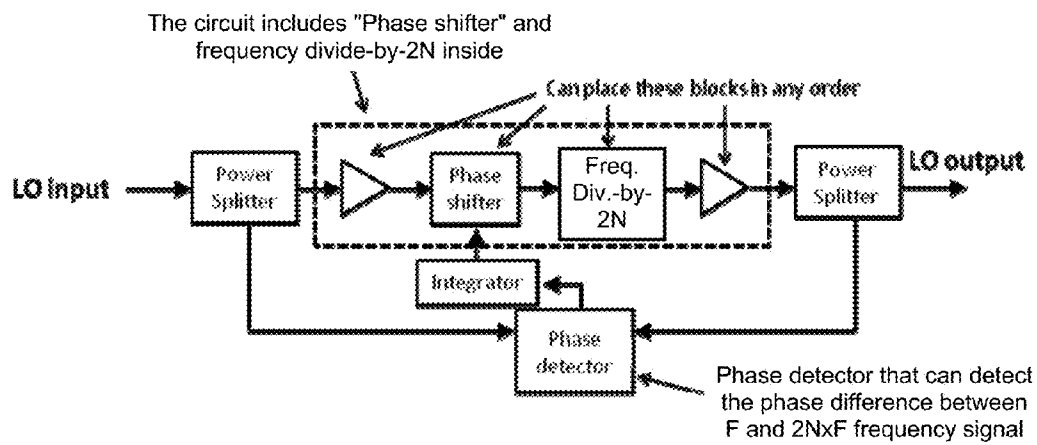 The circuit includes "Phase shifter" and
frequency divide-by-2N inside
Can place these blocks in any order
LO input
Power
Splitter
Phase
shifter
Freq.
Div.-by-
2N
Power
Splitter
LO output
Integrator
Phase
detector
Phase detector that can detect
the phase difference between
F and 2NxF frequency signal